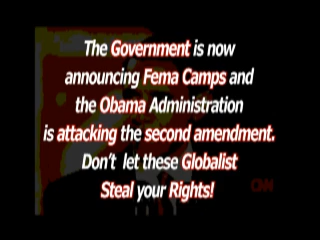 The Government is now
announcing Fema Camps and
the Obama Administration
is attacking the second amendment.
Don't let these Globalist
Steal your Rights!
CNN